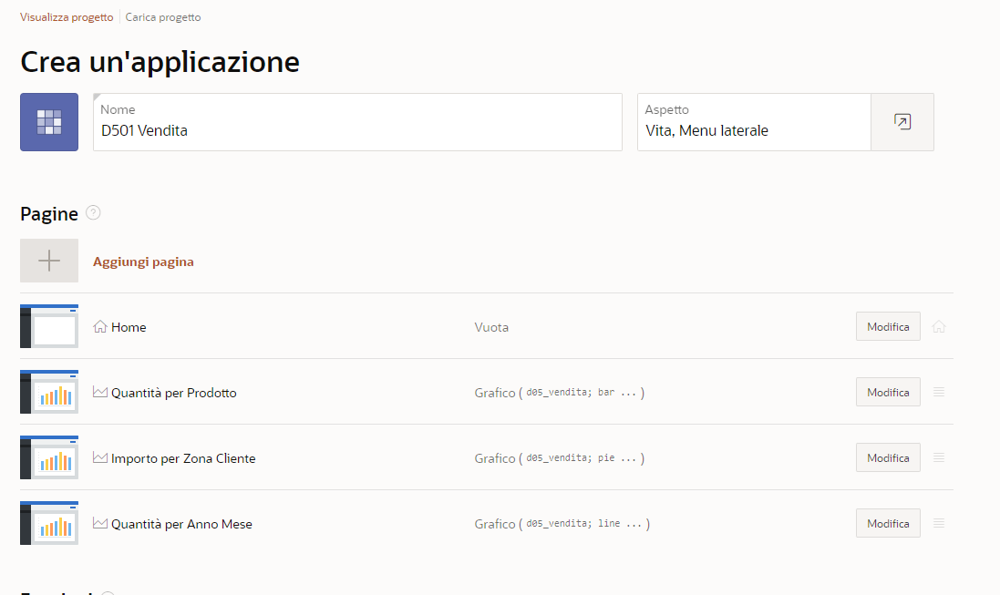 Visualizza progetto Carica progetto
Crea un'applicazione
Nome
D501 Vendita
Aspetto
Vita, Menu laterale
Pagine ?
Aggiungi pagina
Home Vuota Modifica
Quantità per Prodotto Grafico ( d05_vendita; bar ... ) Modifica
Importo per Zona Cliente Grafico ( d05_vendita; pie ... ) Modifica
Quantità per Anno Mese Grafico ( d05_vendita; line ... ) Modifica